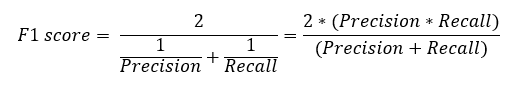 F1 score = 2 / (1/Precision + 1/Recall) = 2 * (Precision * Recall) / (Precision + Recall)